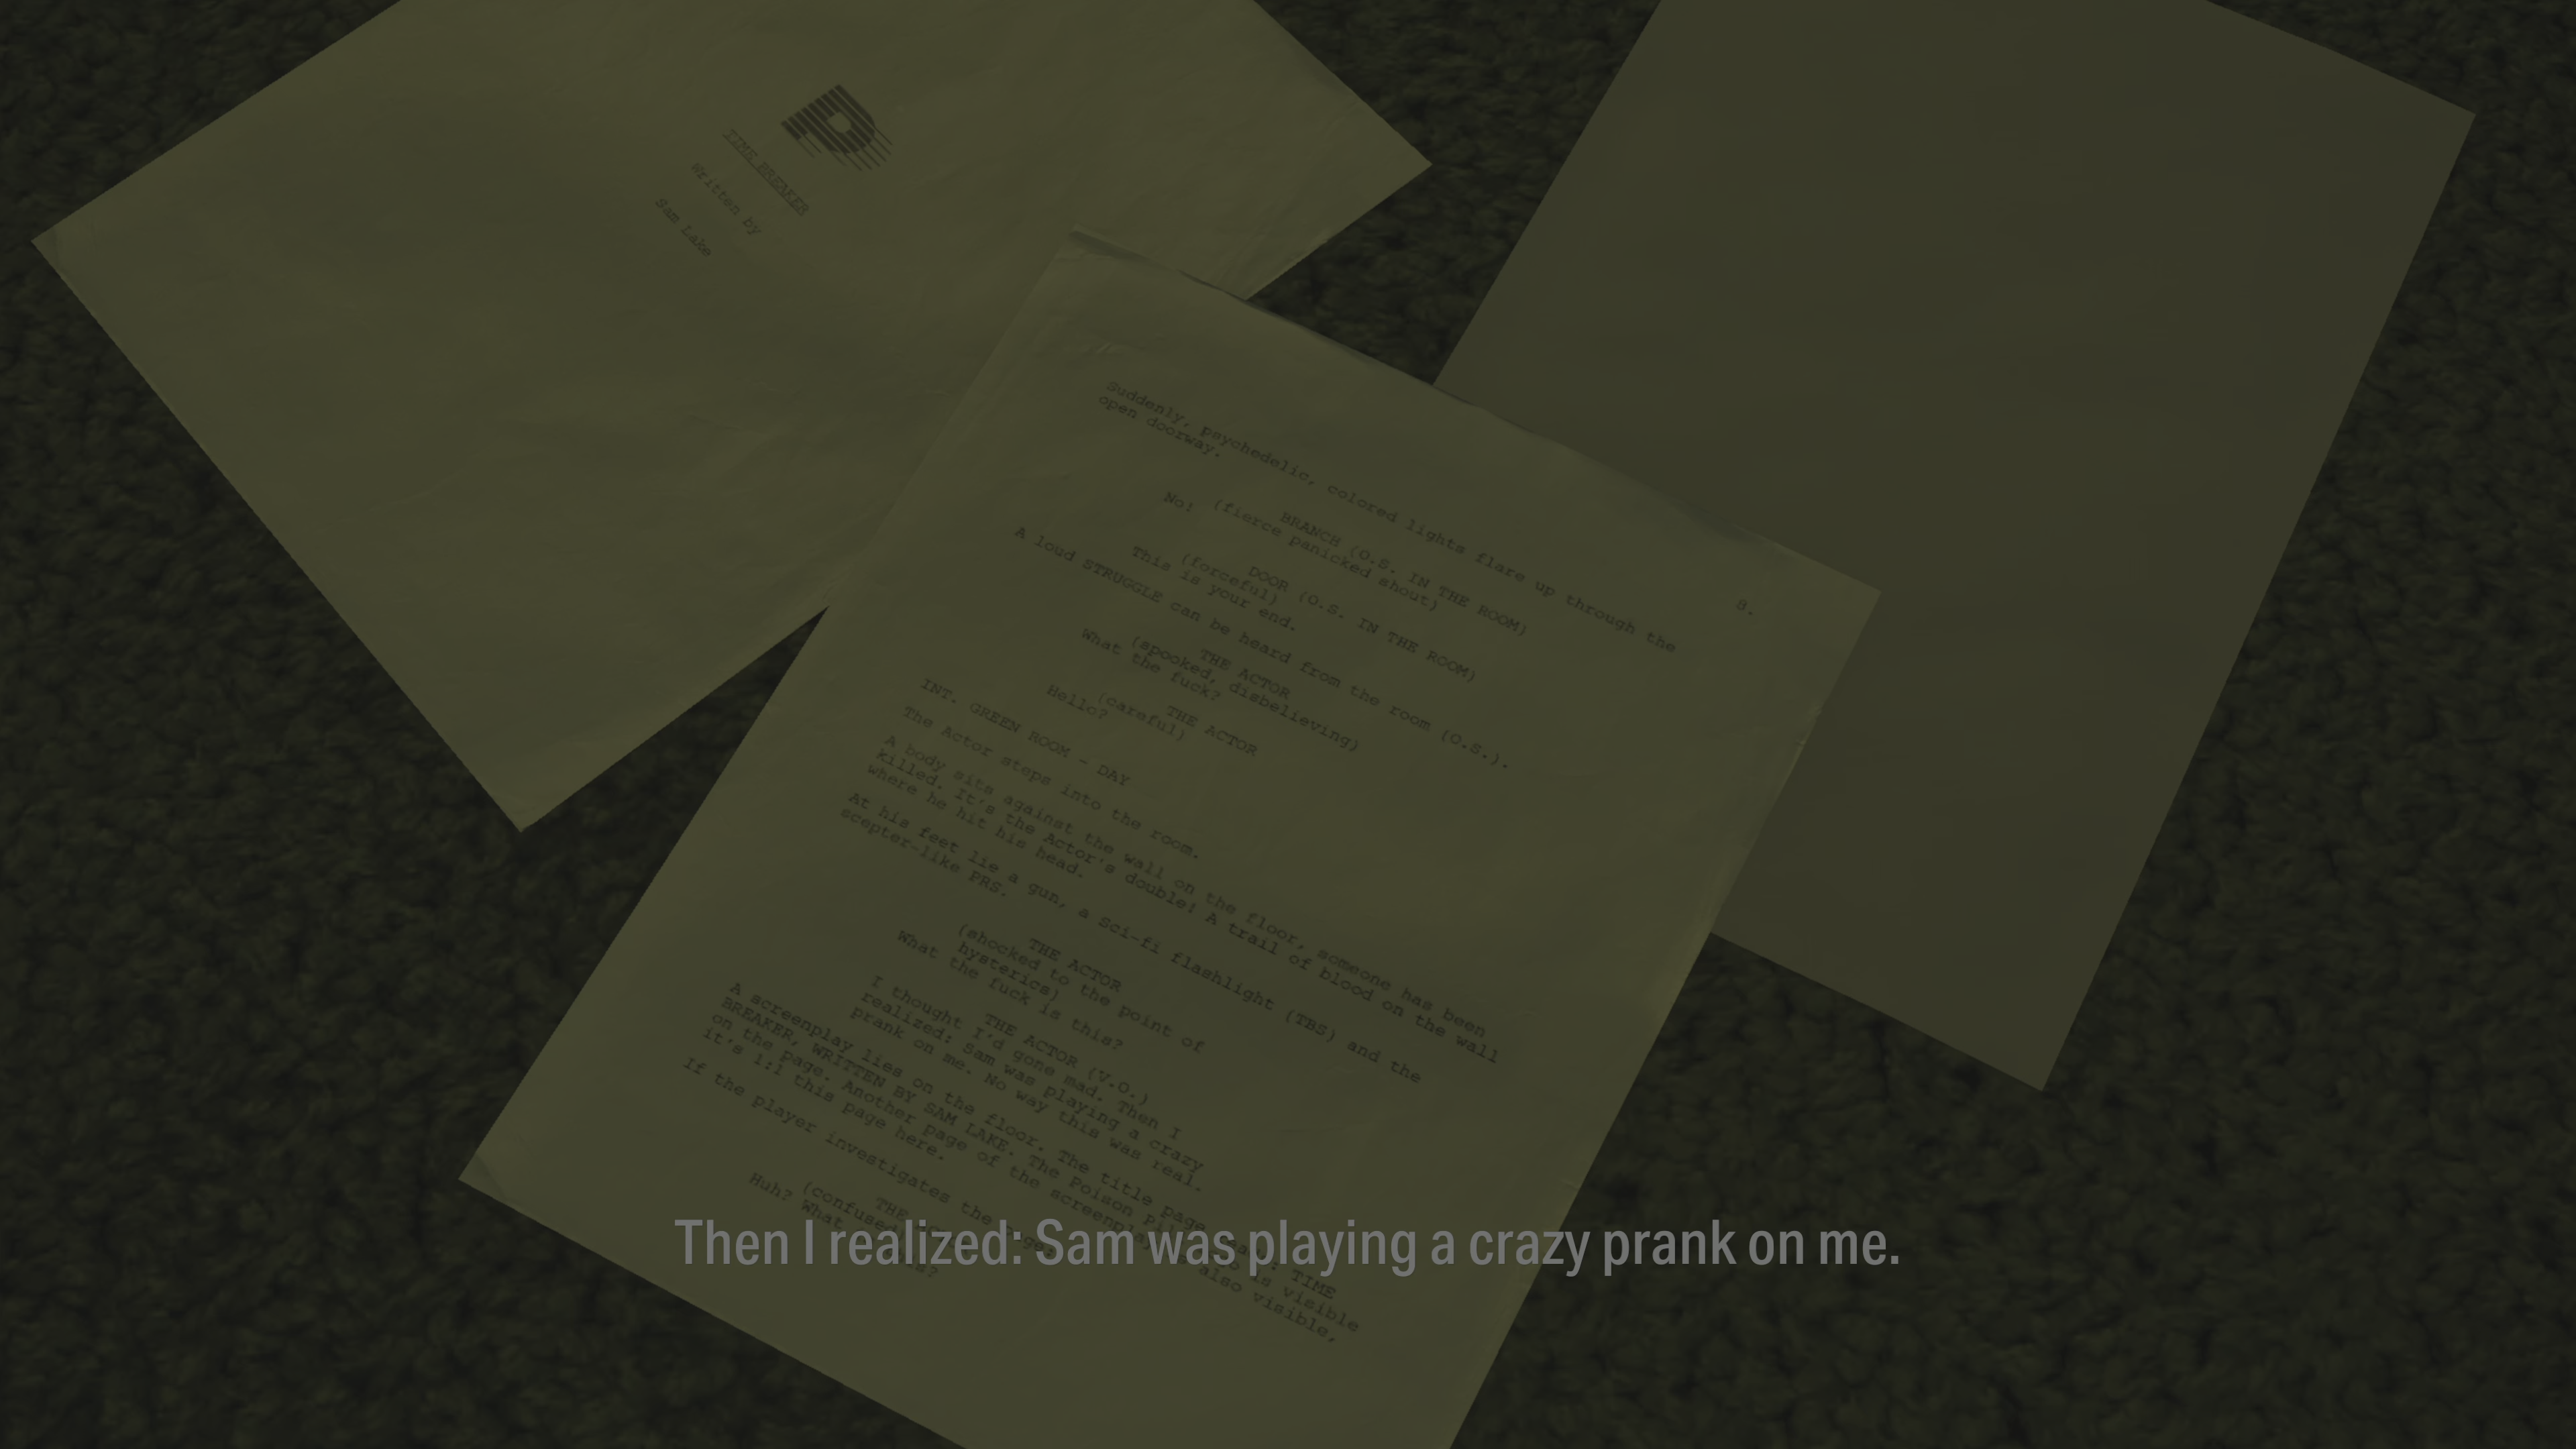 TIME BREAKER
Written by
Sam Lake
8.
Suddenly, psychedelic, colored lights flare up through the
open doorway.
BRANCH (O.S. IN THE ROOM)
(fierce panicked shout)
No!
DOOR (O.S. IN THE ROOM)
(forceful)
This is your end.
A loud STRUGGLE can be heard from the room (O.S.).
THE ACTOR
(spooked, disbelieving)
What the fuck?
THE ACTOR
(careful)
Hello?
INT. GREEN ROOM - DAY
The Actor steps into the room.
A body sits against the wall on the floor, someone has been
killed. It's the Actor's double! A trail of blood on the wall
where he hit his head.
At his feet lie a gun, a Sci-fi flashlight (TBS) and the
scepter-like PRS.
THE ACTOR
(shocked to the point of
hysterics)
What the fuck is this?
THE ACTOR (V.O.)
I thought I'd gone mad. Then I
realized: Sam was playing a crazy
prank on me. No way this was real.
A screenplay lies on the floor. The title page TIME
BREAKER, WRITTEN BY SAM LAKE. The Poison Pill is visible
on the page. Another page of the screenplay is also visible,
it's 1:1 this page here.
If the player investigates the
THE
(confused
Huh? What
Then I realized: Sam was playing a crazy prank on me.